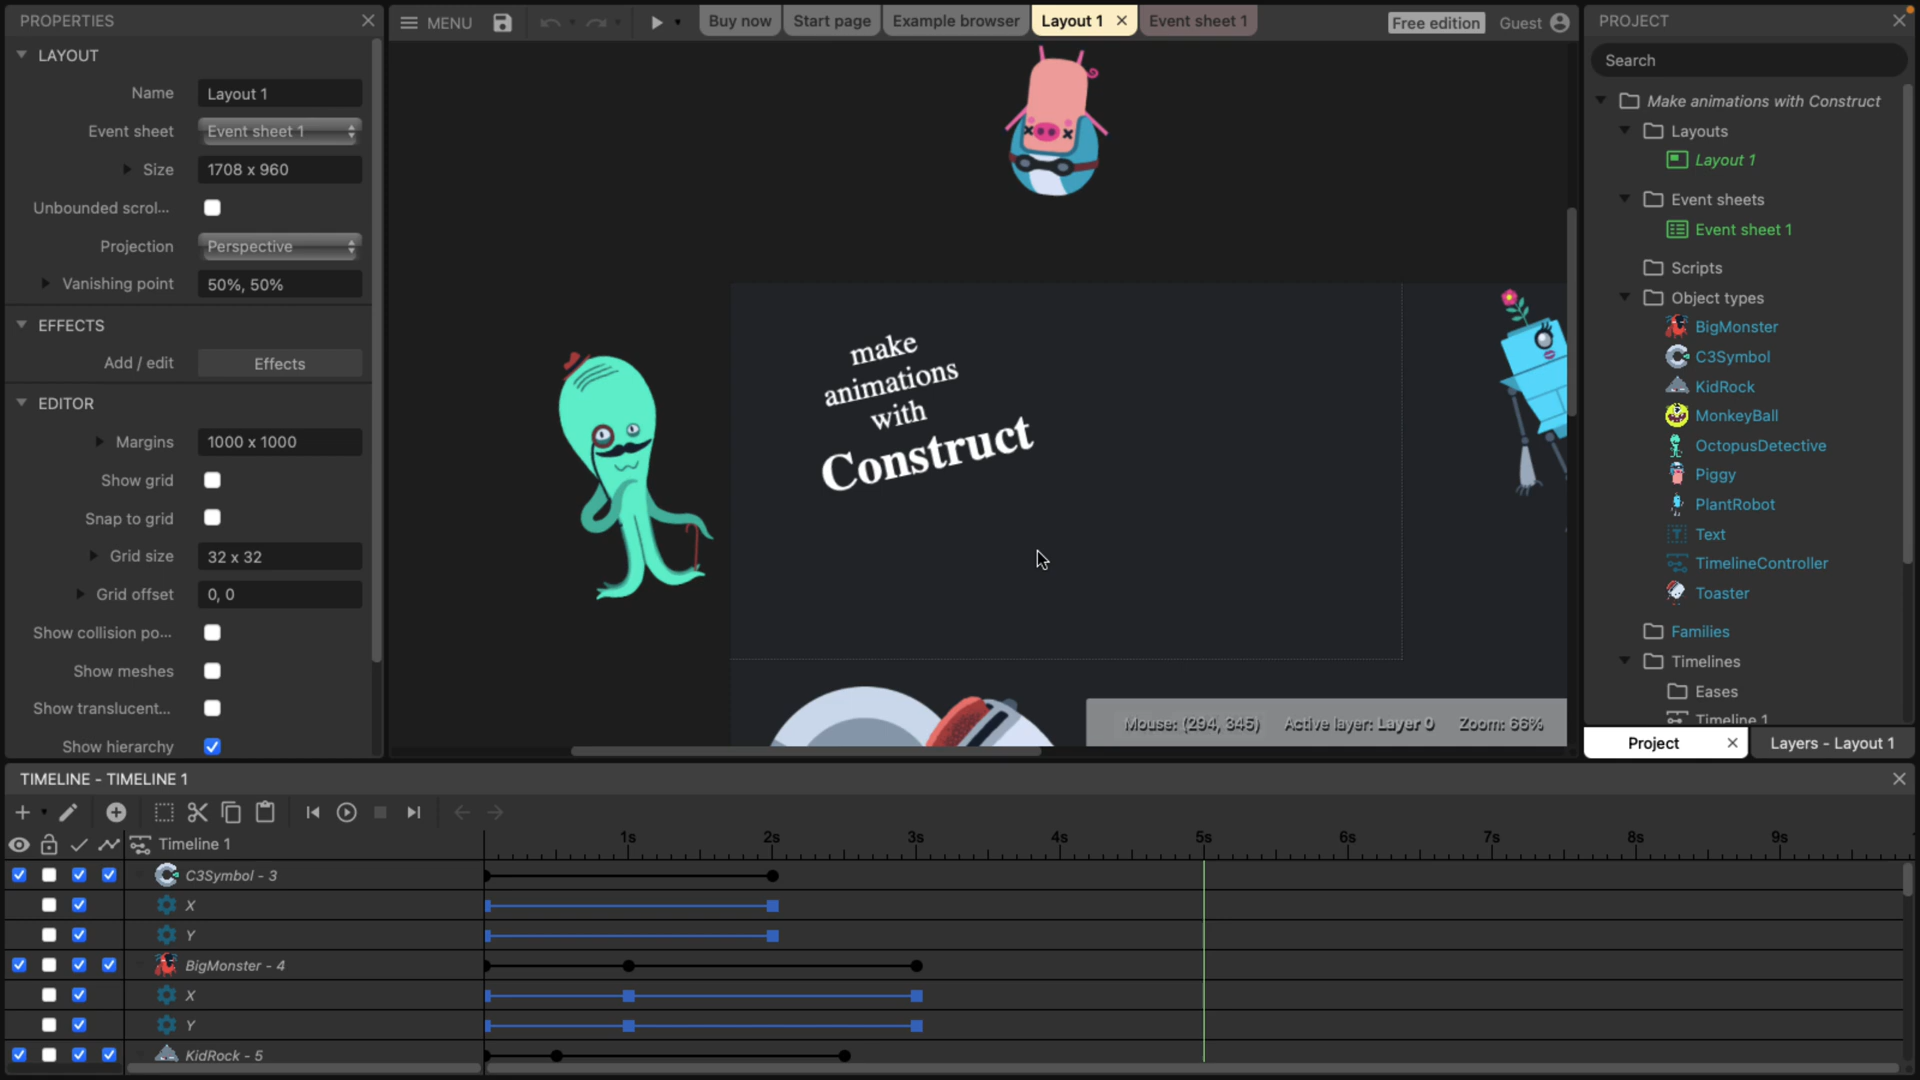 PROPERTIES
LAYOUT
Name Layout 1
Event sheet Event sheet 1
Size 1708 x 960
Unbounded scrol...
Projection Perspective
Vanishing point 50%, 50%
EFFECTS
Add / edit Effects
EDITOR
Margins 1000 x 1000
Show grid
Snap to grid
Grid size 32 x 32
Grid offset 0, 0
Show collision po...
Show meshes
Show translucent...
Show hierarchy
MENU
Buy now
Start page
Example browser
Layout 1
Event sheet 1
Free edition
Guest
make
animations
with
Construct
Mouse: (294, 345) Active layer: Layer 0 Zoom: 66%
PROJECT
Search
Make animations with Construct
Layouts
Layout 1
Event sheets
Event sheet 1
Scripts
Object types
BigMonster
C3Symbol
KidRock
MonkeyBall
OctopusDetective
Piggy
PlantRobot
Text
TimelineController
Toaster
Families
Timelines
Eases
Timeline 1
Project
Layers - Layout 1
TIMELINE - TIMELINE 1
Timeline 1
1s 2s 3s 4s 5s 6s 7s 8s 9s
C3Symbol - 3
X
Y
BigMonster - 4
X
Y
KidRock - 5